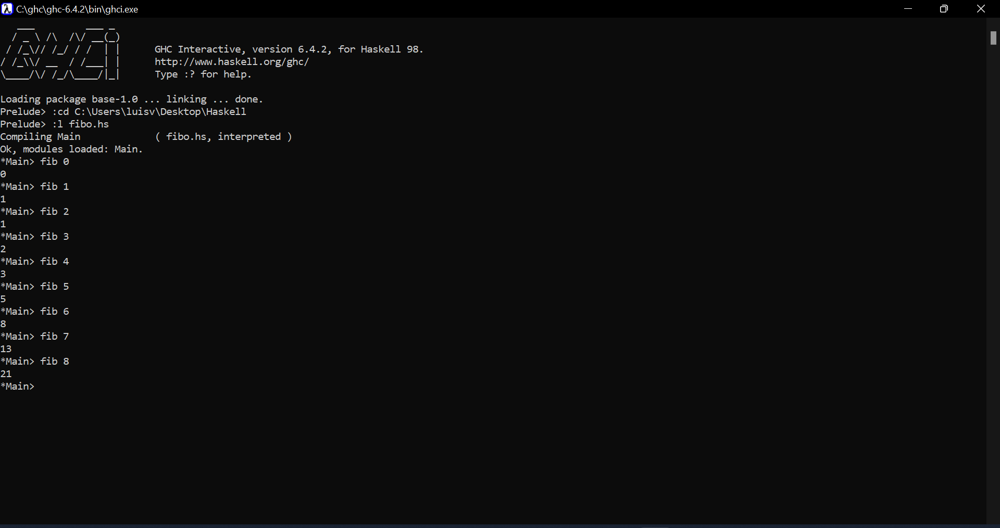 C:\ghc\ghc-6.4.2\bin\ghci.exe
   ___         ___ _
  / _ \ /\  /\/ __(_)
 / /_\// /_/ / /  | |      GHC Interactive, version 6.4.2, for Haskell 98.
/ /_\\/ __  / /___| |      http://www.haskell.org/ghc/
\____/\/ /_/\____/|_|      Type :? for help.
Loading package base-1.0 ... linking ... done.
Prelude> :cd C:\Users\luisv\Desktop\Haskell
Prelude> :l fibo.hs
Compiling Main             ( fibo.hs, interpreted )
Ok, modules loaded: Main.
*Main> fib 0
0
*Main> fib 1
1
*Main> fib 2
1
*Main> fib 3
2
*Main> fib 4
3
*Main> fib 5
5
*Main> fib 6
8
*Main> fib 7
13
*Main> fib 8
21
*Main>